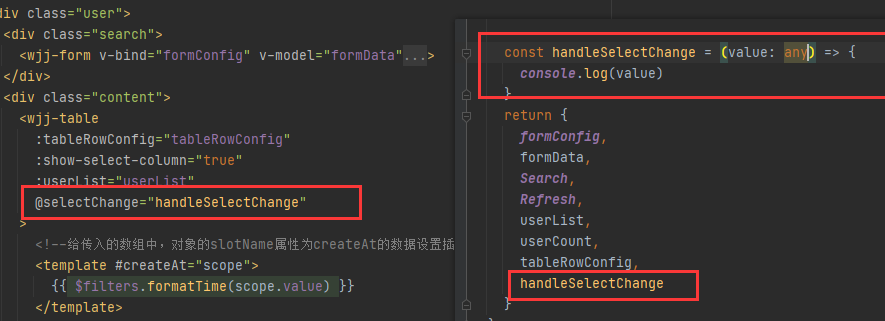 div class="user">
<div class="search">
<wjj-form v-bind="formConfig" v-model="formData"...>
</div>
<div class="content">
<wjj-table
:tableRowConfig="tableRowConfig"
:show-select-column="true"
:userList="userList"
@selectChange="handleSelectChange"
>
<!--给传入的数组中，对象的slotName属性为createAt的数据设置插
<template #createAt="scope">
{{ $filters.formatTime(scope.value) }}
</template>
const handleSelectChange = (value: any) => {
console.log(value)
}
return {
formConfig,
formData,
Search,
Refresh,
userList,
userCount,
tableRowConfig,
handleSelectChange
}